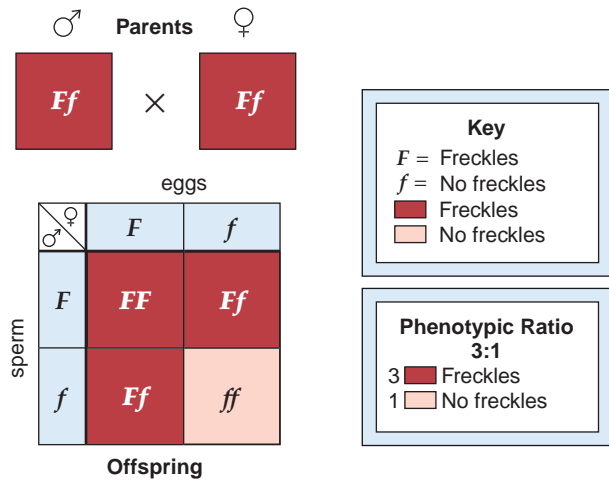 ♂ Parents ♀
Ff × Ff
eggs
♀
♂
F f
sperm
F FF Ff
f Ff ff
Offspring
Key
F = Freckles
f = No freckles
Freckles
No freckles
Phenotypic Ratio
3:1
3 Freckles
1 No freckles